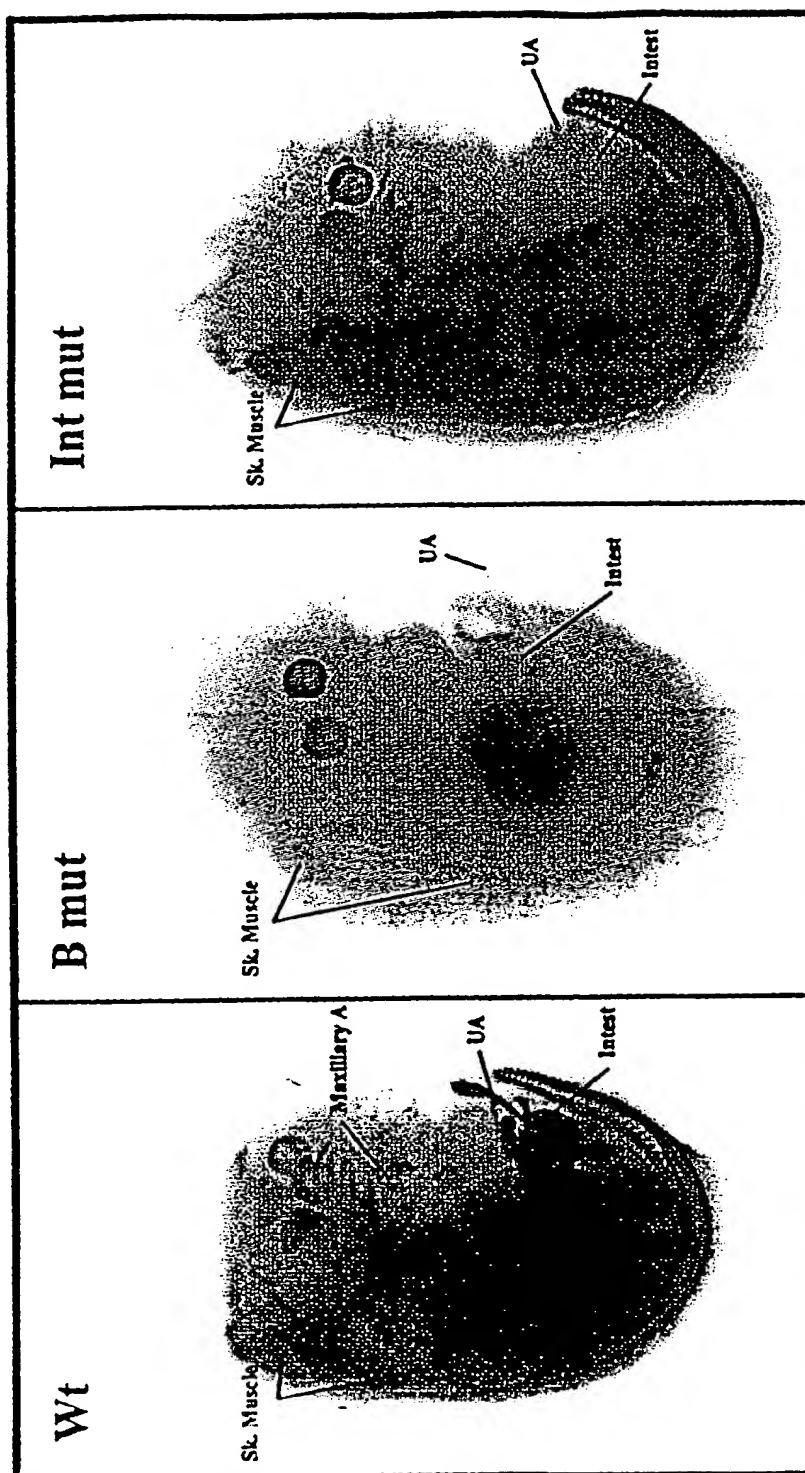 Wt
Sk. Muscle
Maxillary A
UA
Intest
B mut
Sk. Muscle
UA
Intest
Int mut
Sk. Muscle
UA
Intest